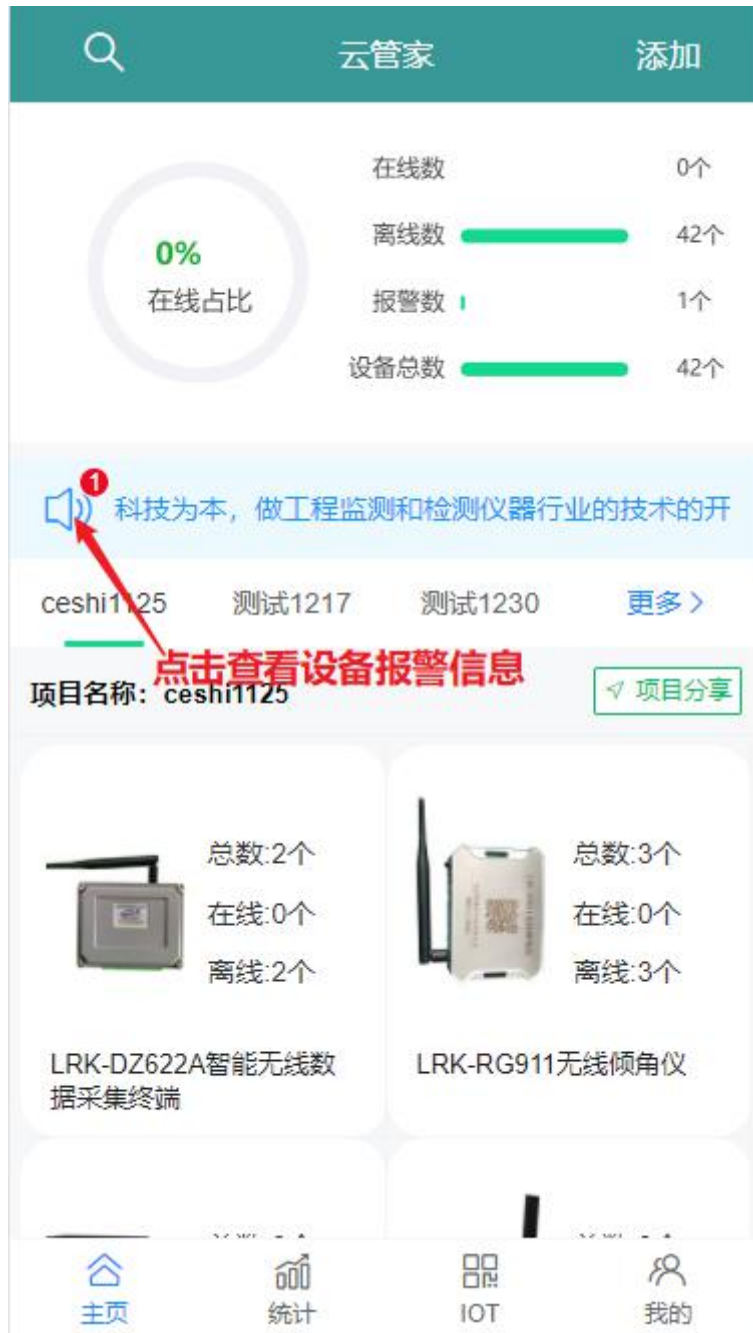 云管家
添加
在线数 0个
离线数 42个
0%
在线占比
报警数 1个
设备总数 42个
1
科技为本，做工程监测和检测仪器行业的技术的开
ceshi1125 测试1217 测试1230 更多
点击查看设备报警信息
项目名称：ceshi1125 项目分享
总数:2个
在线:0个
离线:2个
LRK-DZ622A智能无线数
据采集终端
总数:3个
在线:0个
离线:3个
LRK-RG911无线倾角仪
主页 统计 IOT 我的